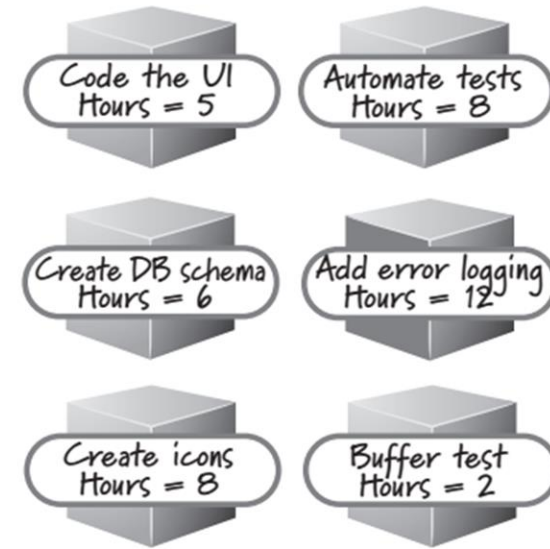 Code the UI
Hours = 5
Automate tests
Hours = 8
Create DB schema
Hours = 6
Add error logging
Hours = 12
Create icons
Hours = 8
Buffer test
Hours = 2